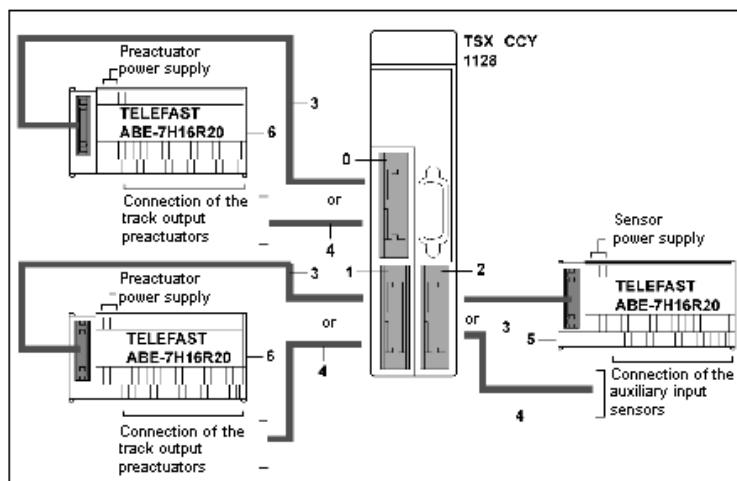 Preactuator
power supply
TELEFAST
ABE-7H16R20
6
3
Connection of the
track output
preactuators
or
4
TSX CCY
1128
0
1
2
Preactuator
power supply
TELEFAST
ABE-7H16R20
6
3
or
4
Connection of the
track output
preactuators
Sensor
power supply
TELEFAST
ABE-7H16R20
or
3
5
4
Connection of the
auxiliary input
sensors